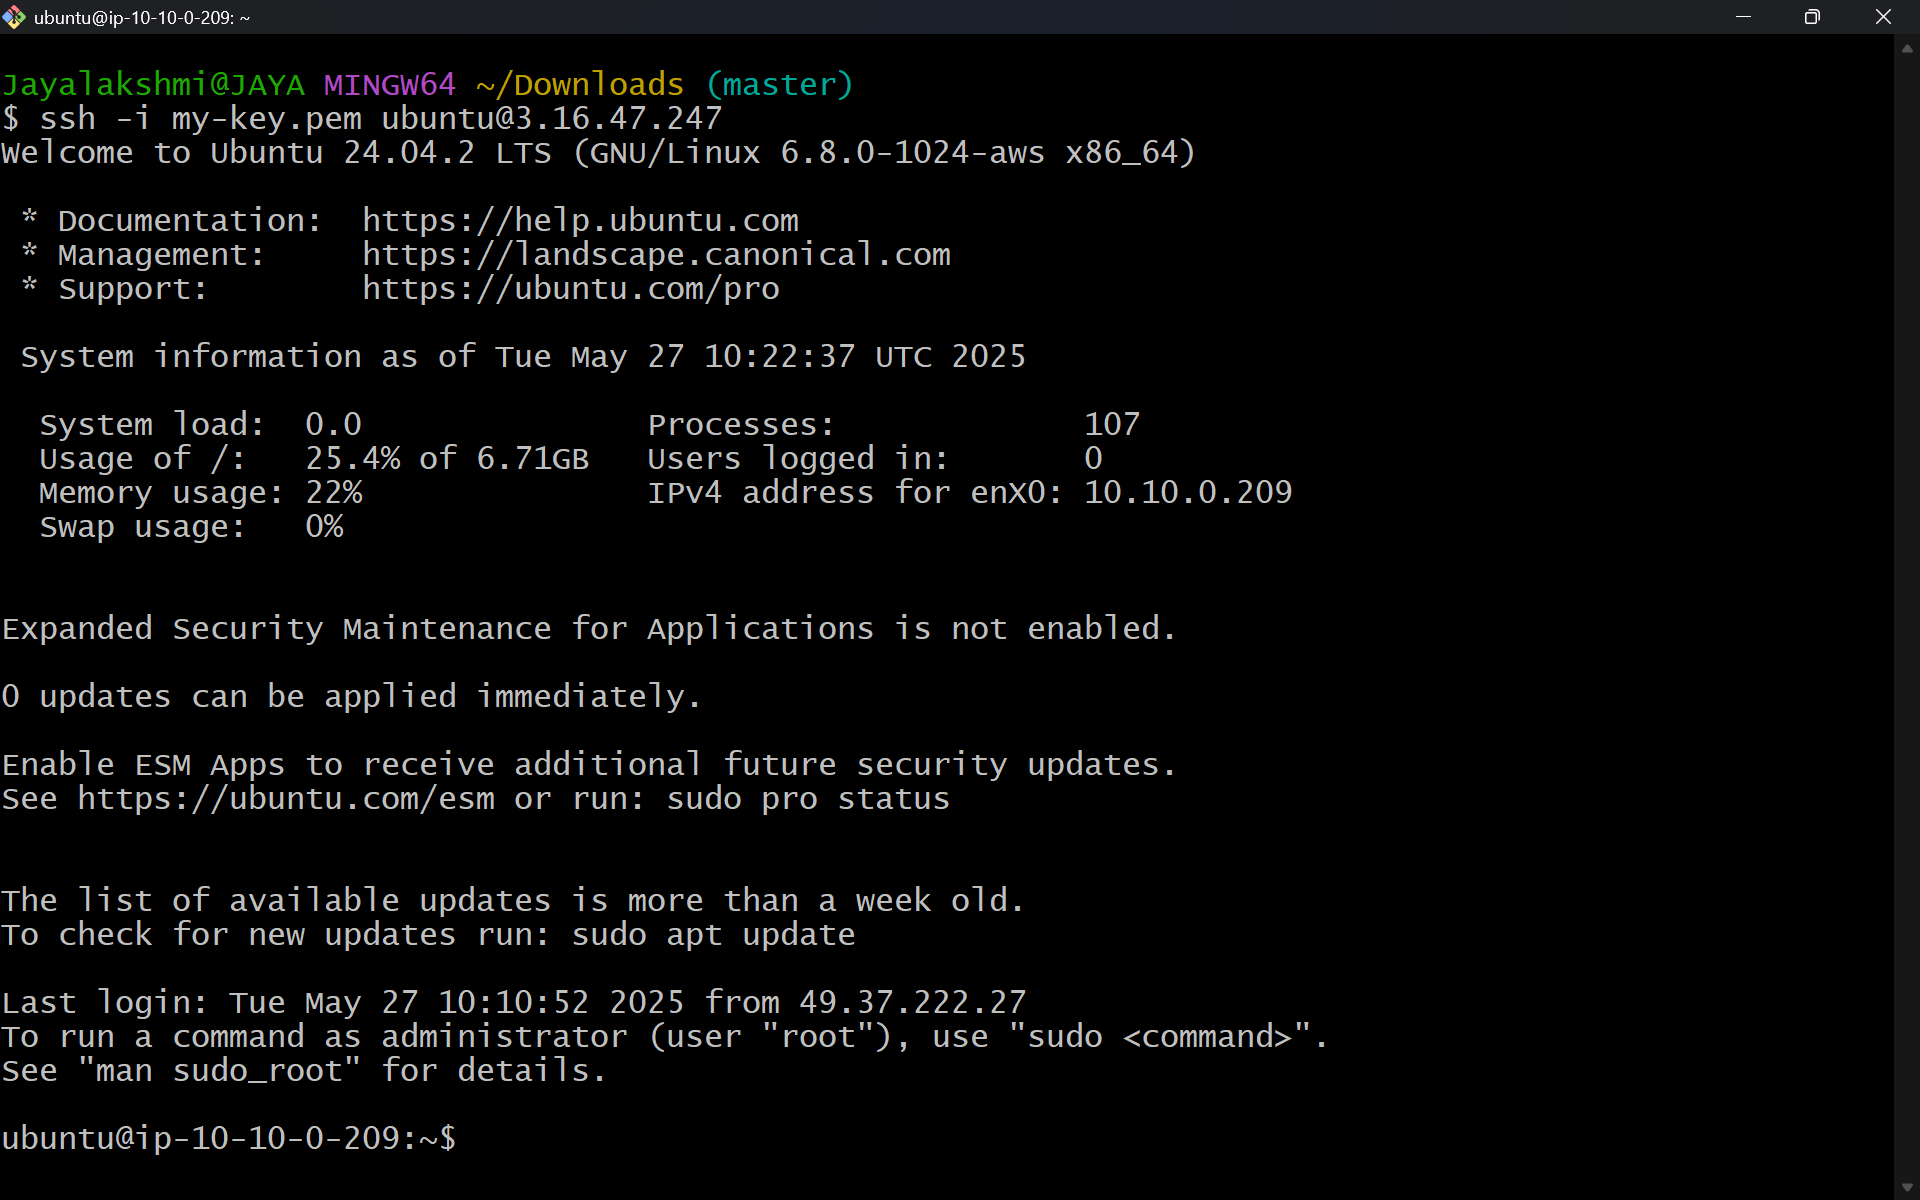 ubuntu@ip-10-10-0-209: ~
Jayalakshmi@JAYA MINGW64 ~/Downloads (master)
$ ssh -i my-key.pem ubuntu@3.16.47.247
Welcome to Ubuntu 24.04.2 LTS (GNU/Linux 6.8.0-1024-aws x86_64)
* Documentation:  https://help.ubuntu.com
* Management:     https://landscape.canonical.com
* Support:        https://ubuntu.com/pro
System information as of Tue May 27 10:22:37 UTC 2025
System load:  0.0               Processes:             107
Usage of /:   25.4% of 6.71GB   Users logged in:       0
Memory usage: 22%               IPv4 address for enX0: 10.10.0.209
Swap usage:   0%
Expanded Security Maintenance for Applications is not enabled.
0 updates can be applied immediately.
Enable ESM Apps to receive additional future security updates.
See https://ubuntu.com/esm or run: sudo pro status
The list of available updates is more than a week old.
To check for new updates run: sudo apt update
Last login: Tue May 27 10:10:52 2025 from 49.37.222.27
To run a command as administrator (user "root"), use "sudo <command>".
See "man sudo_root" for details.
ubuntu@ip-10-10-0-209:~$